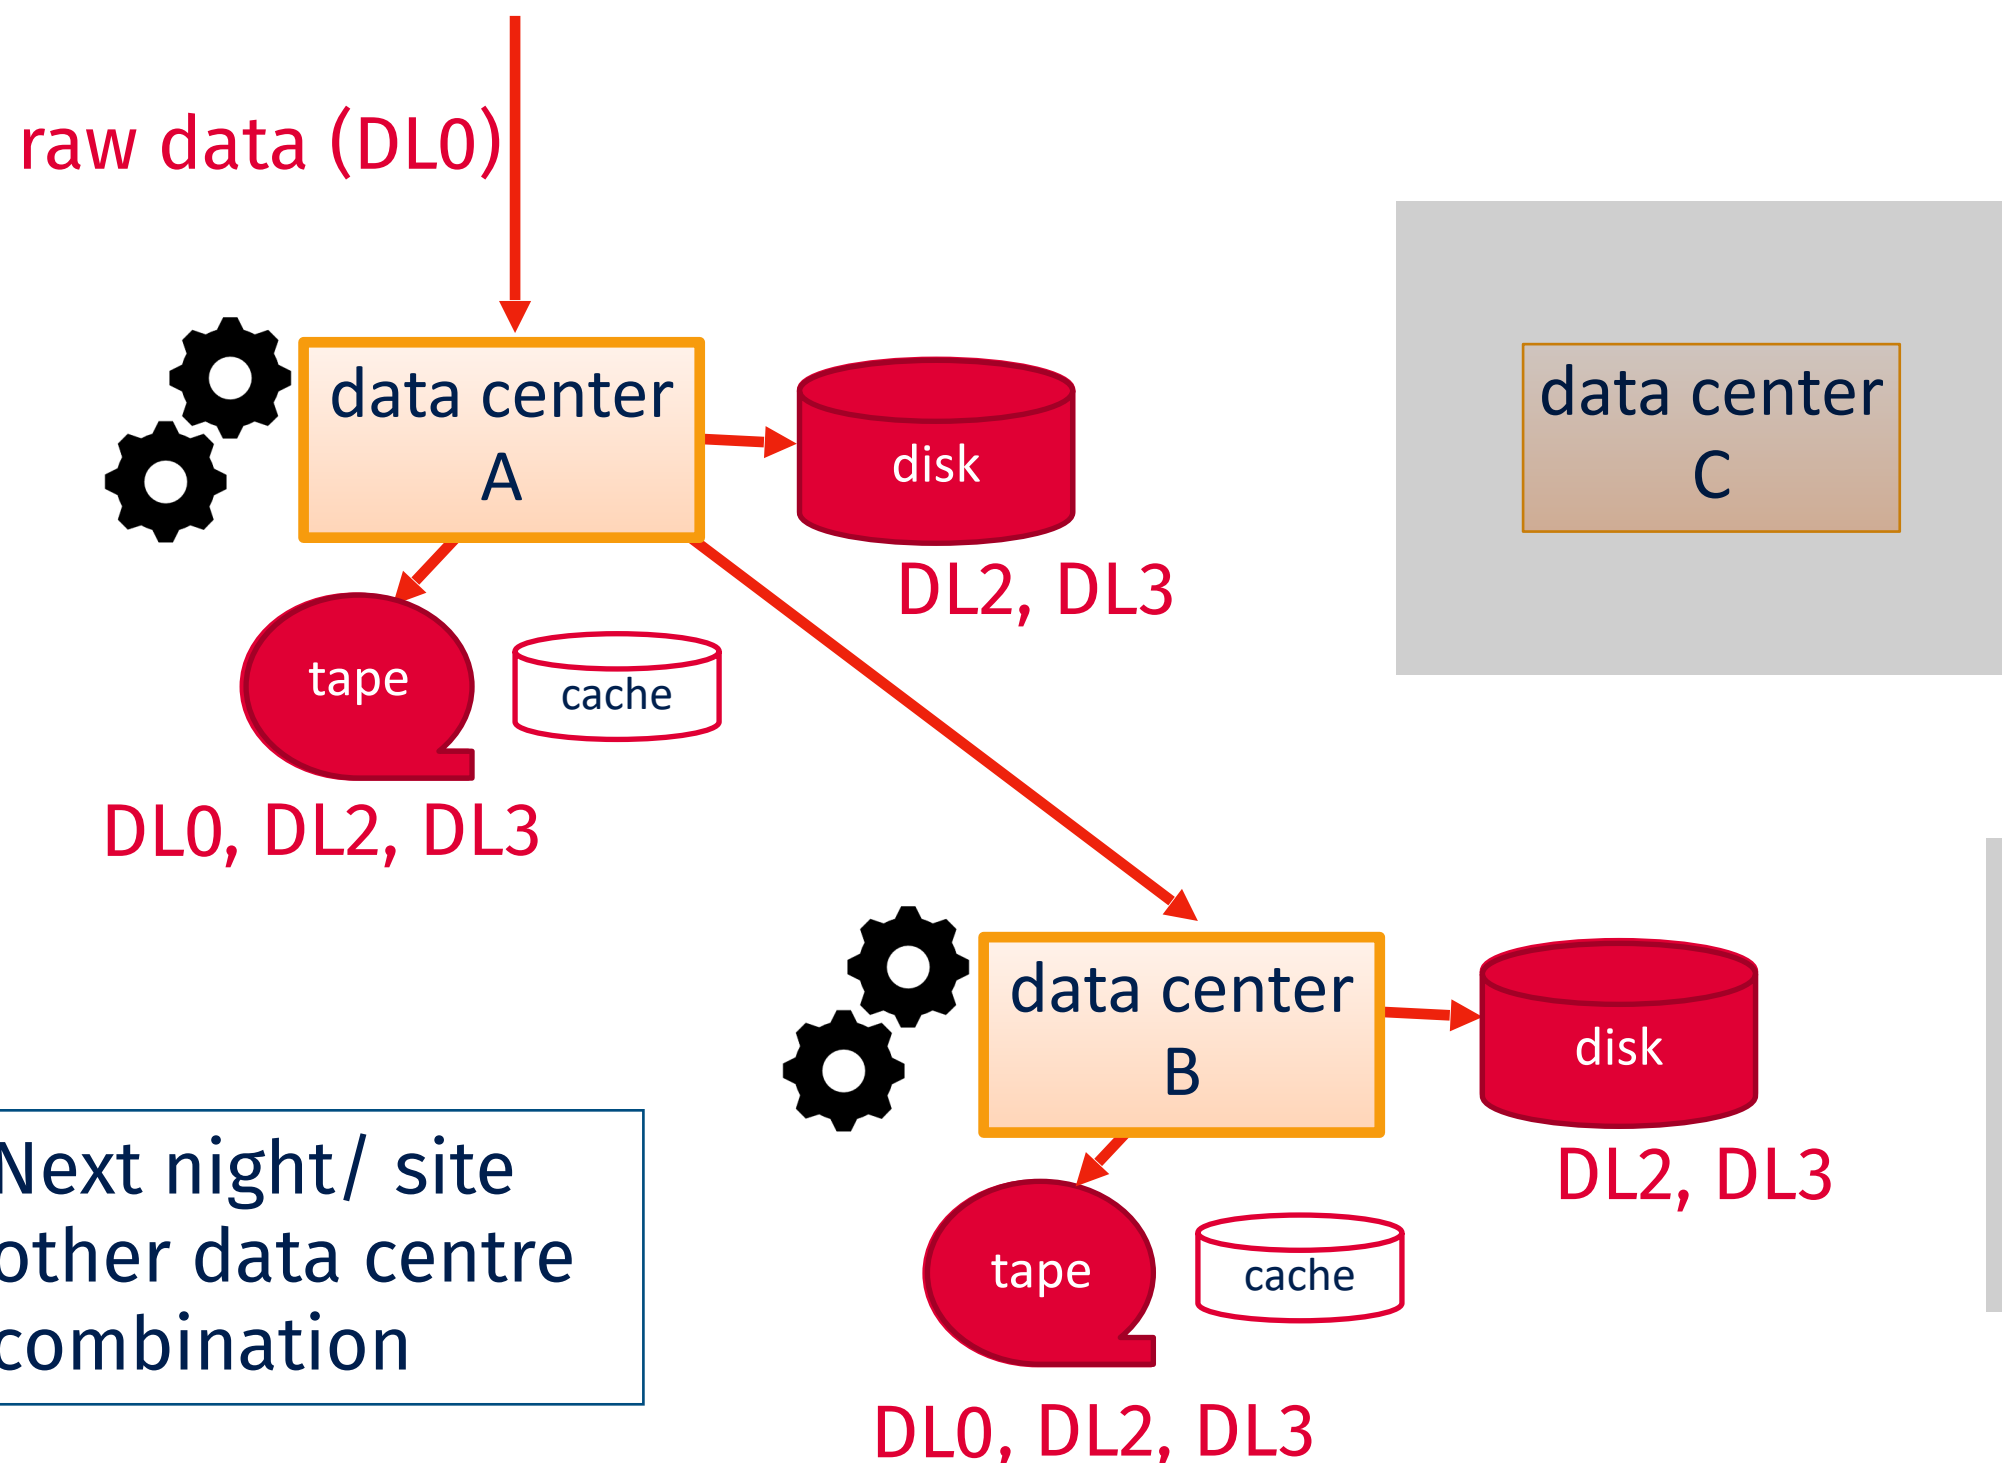 raw data (DL0)
data center
A
disk
DL2, DL3
data center
C
tape
cache
DL0, DL2, DL3
data center
B
disk
DL2, DL3
Next night/ site
other data centre
combination
tape
cache
DL0, DL2, DL3